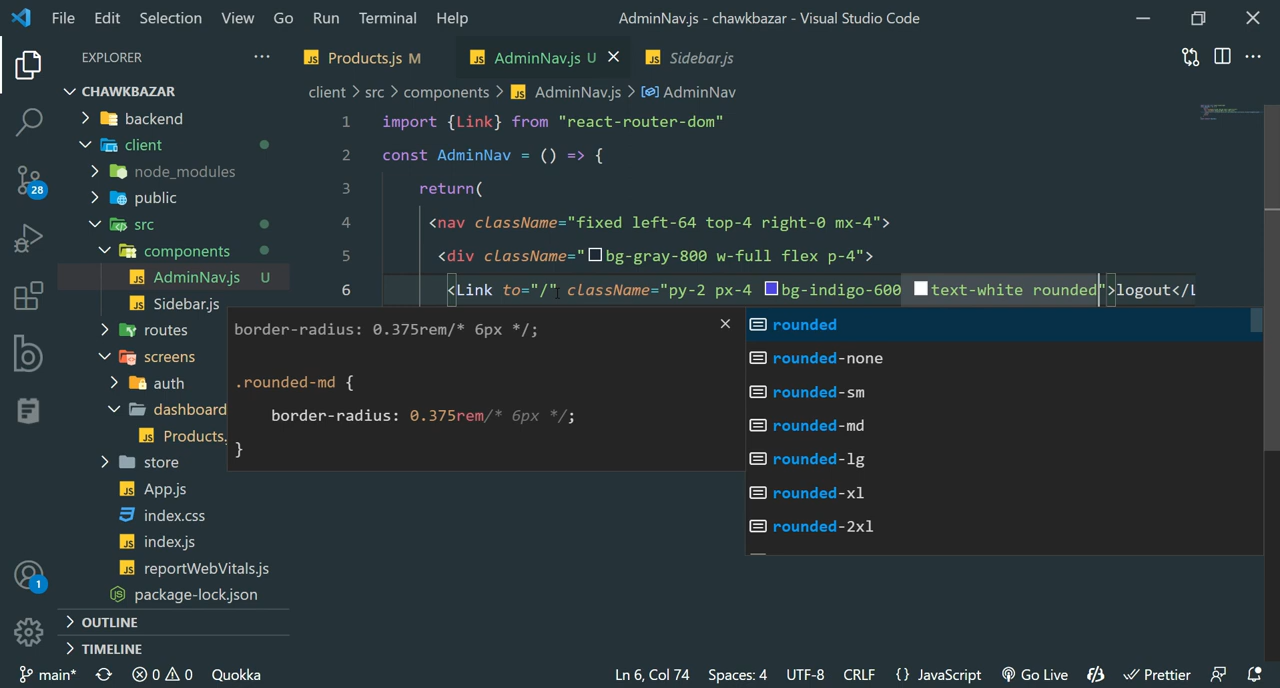 File Edit Selection View Go Run Terminal Help AdminNav.js - chawkbazar - Visual Studio Code
EXPLORER ··· Products.js M AdminNav.js U Sidebar.js
CHAWKBAZAR
client > src > components > AdminNav.js > AdminNav
backend
client
node_modules
public
src
components
AdminNav.js U
Sidebar.js
routes
screens
auth
dashboard
Products.
store
App.js
index.css
index.js
reportWebVitals.js
package-lock.json
OUTLINE
TIMELINE
28
1
1 import {Link} from "react-router-dom"
2 const AdminNav = () => {
3 return(
4 <nav className="fixed left-64 top-4 right-0 mx-4">
5 <div className="bg-gray-800 w-full flex p-4">
6 <Link to="/" className="py-2 px-4 bg-indigo-600 text-white rounded">logout</L
border-radius: 0.375rem/* 6px */;
.rounded-md {
border-radius: 0.375rem/* 6px */;
}
rounded
rounded-none
rounded-sm
rounded-md
rounded-lg
rounded-xl
rounded-2xl
main* 0 0 Quokka Ln 6, Col 74 Spaces: 4 UTF-8 CRLF {} JavaScript Go Live Prettier